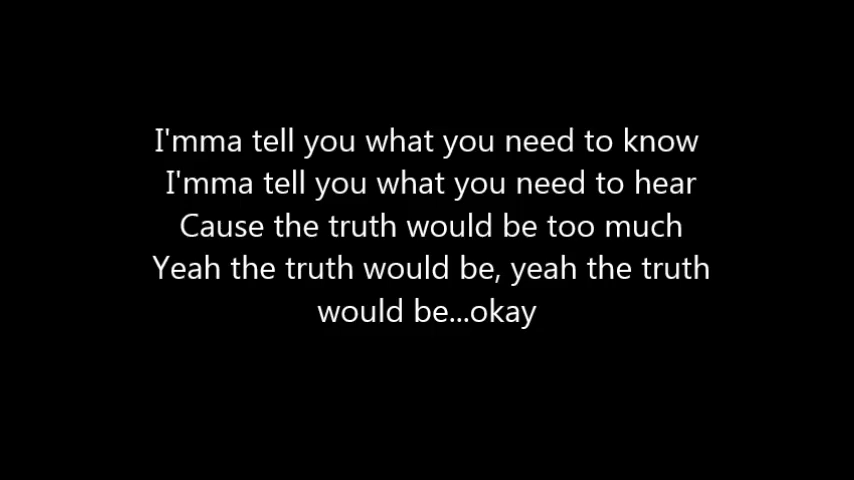 I'mma tell you what you need to know
I'mma tell you what you need to hear
Cause the truth would be too much
Yeah the truth would be, yeah the truth
would be...okay